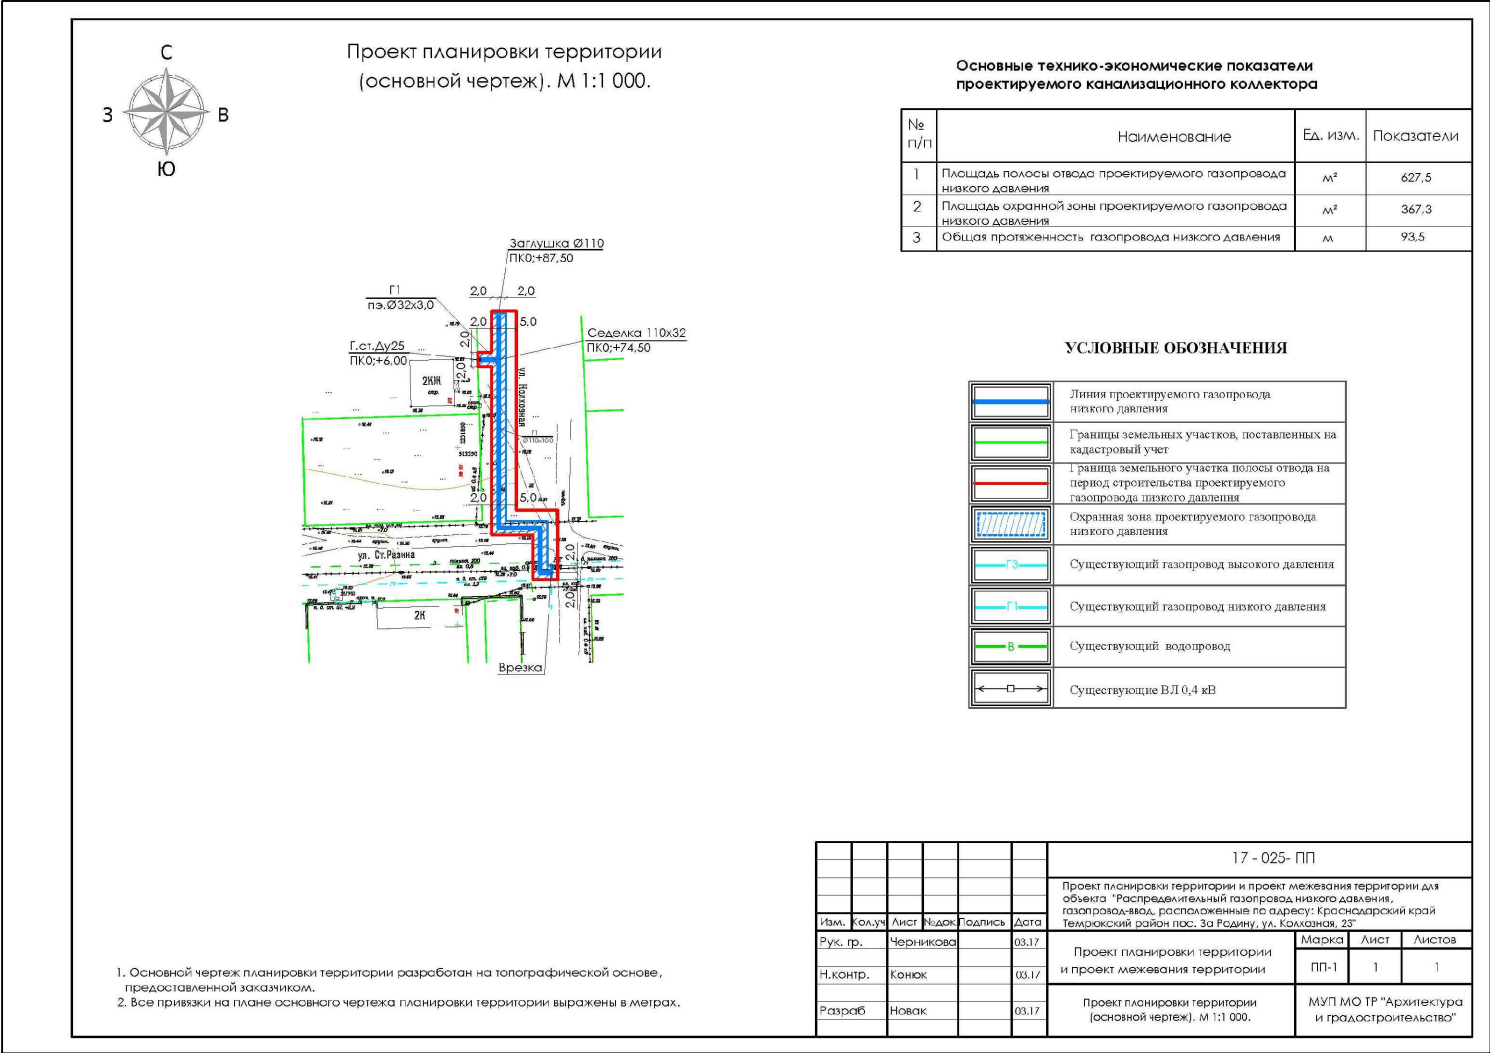 Проект планировки территории
(основной чертеж). М 1:1 000.
С
З
В
Ю
Основные технико-экономические показатели
проектируемого канализационного коллектора
№
п/п
Наименование
Ед. изм.
Показатели
1
Площадь полосы отвода проектируемого газопровода
низкого давления
м²
627,5
2
Площадь охранной зоны проектируемого газопровода
низкого давления
м²
367,3
3
Общая протяженность газопровода низкого давления
м
93,5
Заглушка Ø110
ПК0;+87,50
Г1
пэ.Ø32х3,0
2,0
2,0
2,0
5,0
2,0
2,0
Г.ст.Ду25
ПК0;+6,00
Седелка 110х32
ПК0;+74,50
2КЖ
ул. Колхозная
2,0
5,0
ул. Ст.Разина
2,0
2,0
2К
Врезка
УСЛОВНЫЕ ОБОЗНАЧЕНИЯ
Линия проектируемого газопровода
низкого давления
Границы земельных участков, поставленных на
кадастровый учет
Граница земельного участка полосы отвода на
период строительства проектируемого
газопровода низкого давления
Охранная зона проектируемого газопровода
низкого давления
Г3
Существующий газопровод высокого давления
Г1
Существующий газопровод низкого давления
В
Существующий водопровод
Существующие ВЛ 0,4 кВ
1. Основной чертеж планировки территории разработан на топографической основе,
предоставленной заказчиком.
2. Все привязки на плане основного чертежа планировки территории выражены в метрах.
17 - 025- ПП
Проект планировки территории и проект межевания территории для
объекта "Распределительный газопровод низкого давления,
газопровод-ввод, расположенные по адресу: Краснодарский край
Темрюкский район пос. За Родину, ул. Колхозная, 23"
Изм. Кол.уч Лист №док Подпись Дата
Рук. гр. Черникова 03.17
Н.контр. Конюк 03.17
Разраб Новак 03.17
Проект планировки территории
и проект межевания территории
Марка Лист Листов
ПП-1 1 1
Проект планировки территории
(основной чертеж). М 1:1 000.
МУП МО ТР "Архитектура
и градостроительство"